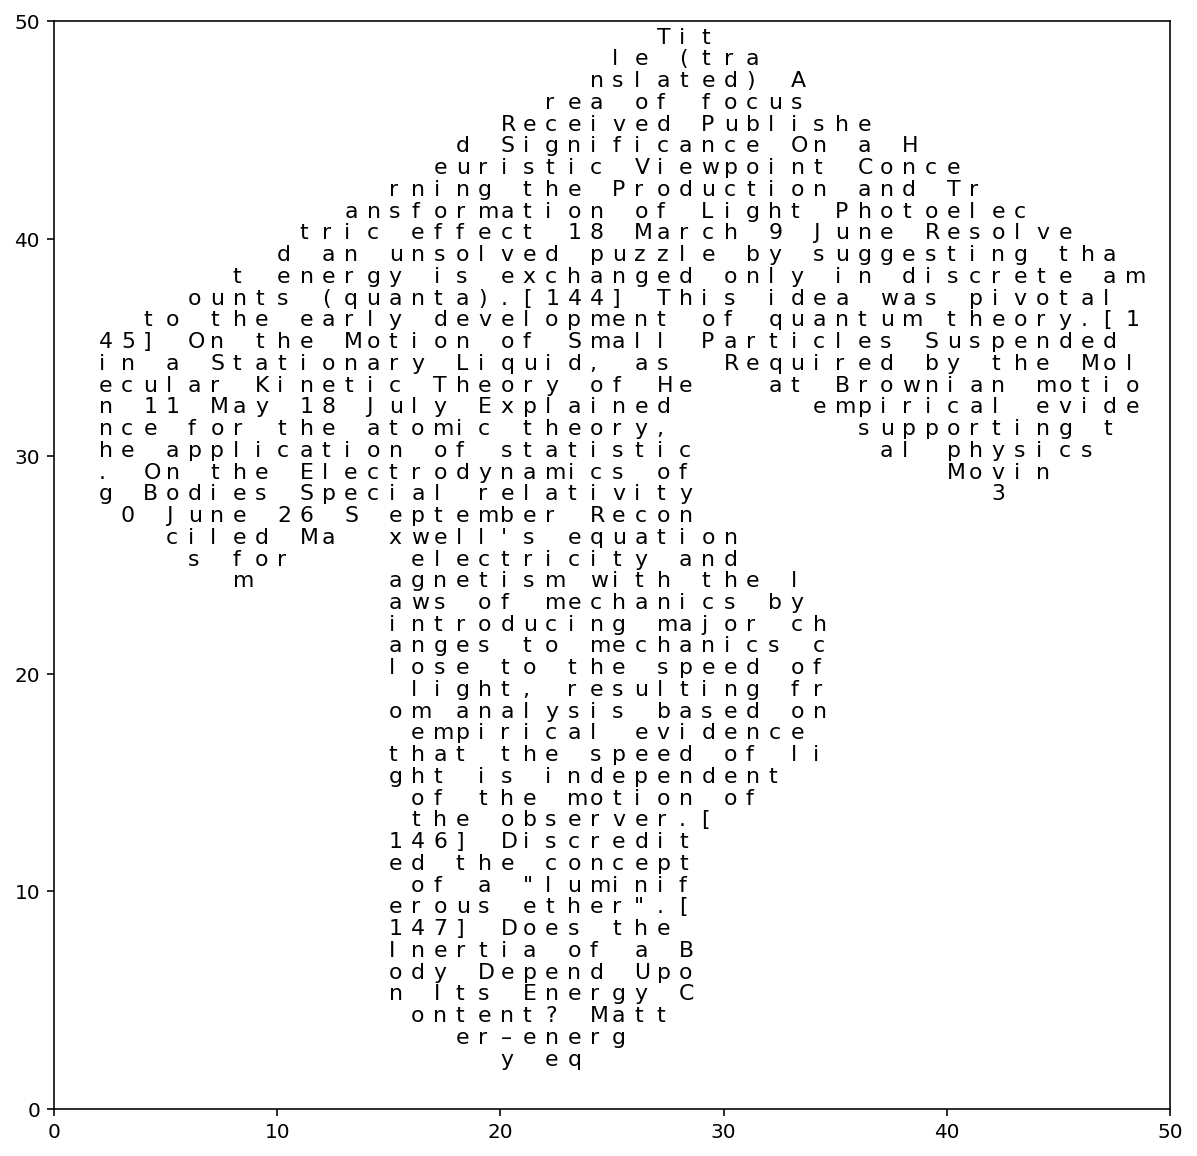 50
Tit
le (tra
nslated) A
rea of focus
Received Publishe
d Significance On a H
euristic Viewpoint Conce
rning the Production and Tr
ansformation of Light Photoelec
tric effect 18 March 9 June Resolve
40
d an unsolved puzzle by suggesting tha
t energy is exchanged only in discrete am
ounts (quanta).[144] This idea was pivotal
to the early development of quantum theory.[1
45] On the Motion of Small Particles Suspended
in a Stationary Liquid, as Required by the Mol
ecular Kinetic Theory of He at Brownian motio
n 11 May 18 July Explained empirical evide
nce for the atomic theory, supporting t
he application of statistic al physics
30
. On the Electrodynamics of Movin
g Bodies Special relativity 3
0 June 26 S eptember Recon
ciled Ma xwell's equation
s for electricity and
m agnetism with the l
aws of mechanics by
introducing major ch
anges to mechanics c
lose to the speed of
20
light, resulting fr
om analysis based on
empirical evidence
that the speed of li
ght is independent
of the motion of
the observer.[
146] Discredit
ed the concept
of a "luminif
10
erous ether".[
147] Does the
Inertia of a B
ody Depend Upo
n Its Energy C
ontent? Matt
er–energ
y eq
0
0 10 20 30 40 50